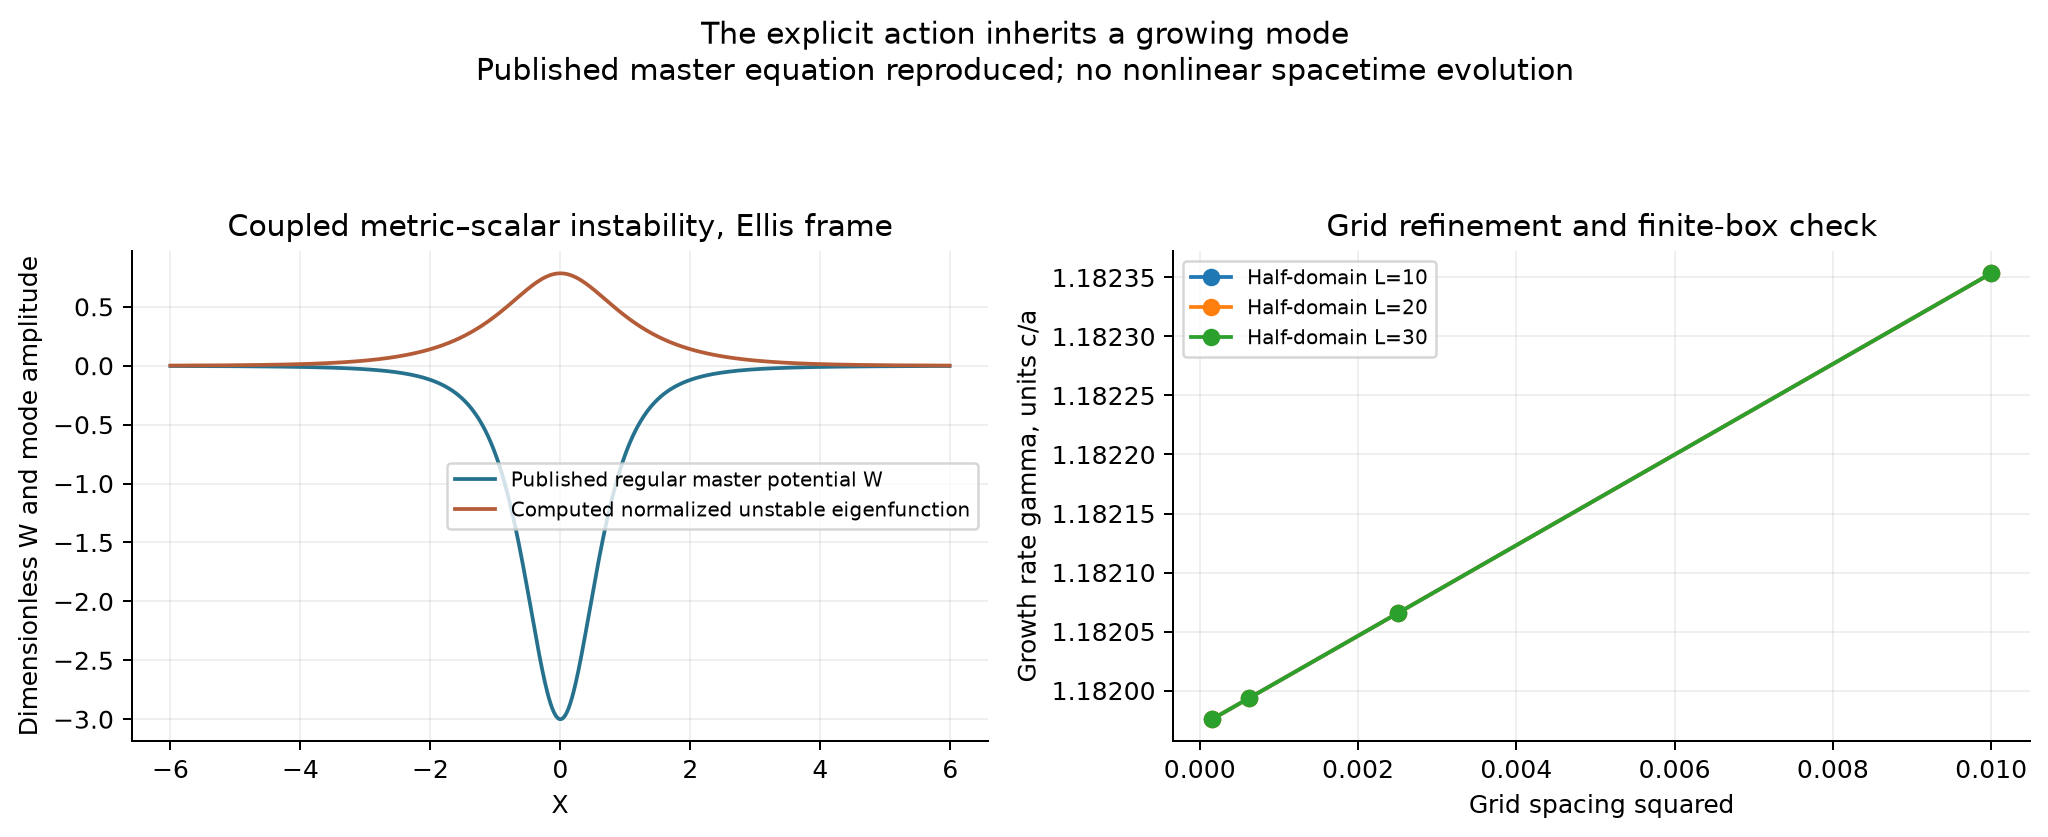 The explicit action inherits a growing mode
Published master equation reproduced; no nonlinear spacetime evolution
Coupled metric–scalar instability, Ellis frame
Dimensionless W and mode amplitude
0.5
0.0
−0.5
−1.0
−1.5
−2.0
−2.5
−3.0
Published regular master potential W
Computed normalized unstable eigenfunction
−6
−4
−2
0
2
4
6
X
Grid refinement and finite-box check
Growth rate gamma, units c/a
1.18235
1.18230
1.18225
1.18220
1.18215
1.18210
1.18205
1.18200
Half-domain L=10
Half-domain L=20
Half-domain L=30
0.000
0.002
0.004
0.006
0.008
0.010
Grid spacing squared